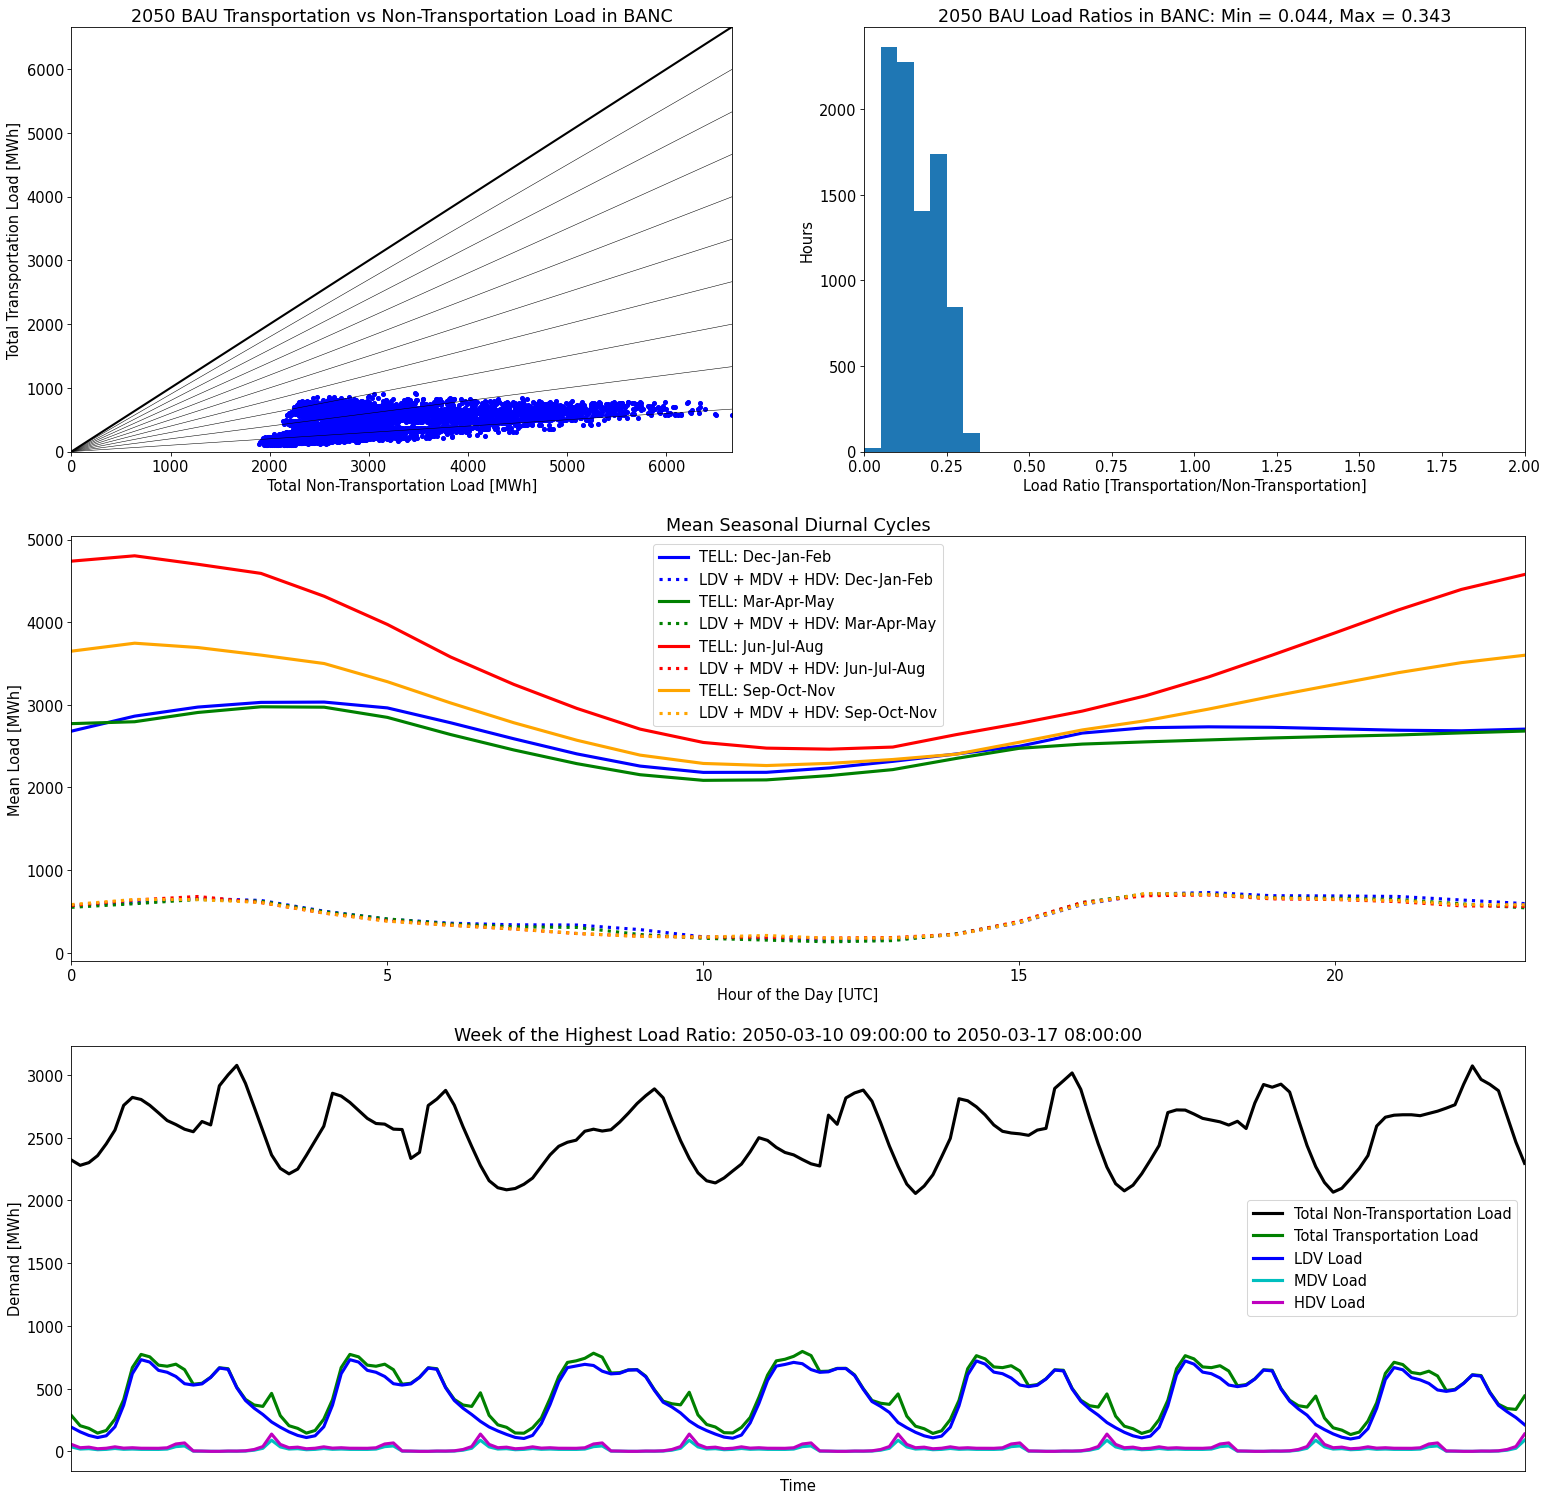 2050 BAU Transportation vs Non-Transportation Load in BANC
Total Transportation Load [MWh]
6000
5000
4000
3000
2000
1000
0
0 1000 2000 3000 4000 5000 6000
Total Non-Transportation Load [MWh]
2050 BAU Load Ratios in BANC: Min = 0.044, Max = 0.343
Hours
2000
1500
1000
500
0
0.00 0.25 0.50 0.75 1.00 1.25 1.50 1.75 2.00
Load Ratio [Transportation/Non-Transportation]
Mean Seasonal Diurnal Cycles
Mean Load [MWh]
5000
4000
3000
2000
1000
0
TELL: Dec-Jan-Feb
LDV + MDV + HDV: Dec-Jan-Feb
TELL: Mar-Apr-May
LDV + MDV + HDV: Mar-Apr-May
TELL: Jun-Jul-Aug
LDV + MDV + HDV: Jun-Jul-Aug
TELL: Sep-Oct-Nov
LDV + MDV + HDV: Sep-Oct-Nov
0 5 10 15 20
Hour of the Day [UTC]
Week of the Highest Load Ratio: 2050-03-10 09:00:00 to 2050-03-17 08:00:00
Demand [MWh]
3000
2500
2000
1500
1000
500
0
Total Non-Transportation Load
Total Transportation Load
LDV Load
MDV Load
HDV Load
Time